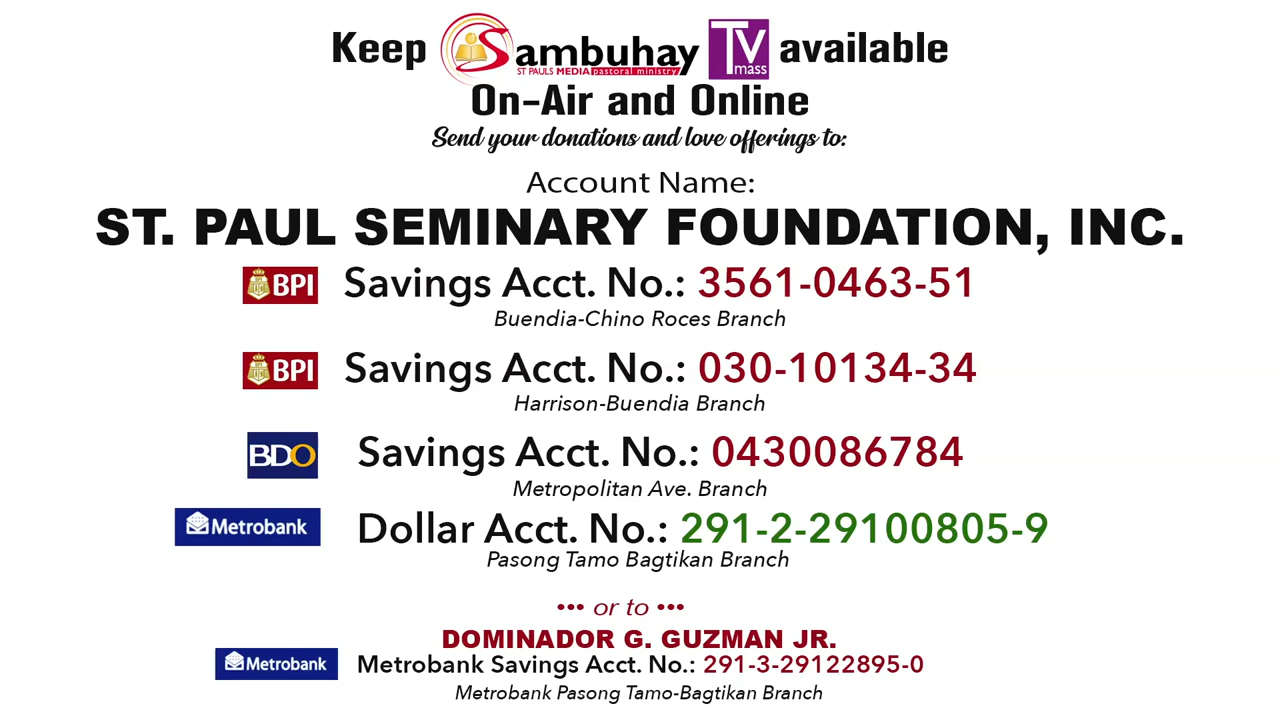 Keep Sambuhay TV mass available
ST PAULS MEDIA pastoral ministry
On-Air and Online
Send your donations and love offerings to:
Account Name:
ST. PAUL SEMINARY FOUNDATION, INC.
BPI Savings Acct. No.: 3561-0463-51
Buendia-Chino Roces Branch
BPI Savings Acct. No.: 030-10134-34
Harrison-Buendia Branch
BDO Savings Acct. No.: 0430086784
Metropolitan Ave. Branch
Metrobank Dollar Acct. No.: 291-2-29100805-9
Pasong Tamo Bagtikan Branch
••• or to •••
DOMINADOR G. GUZMAN JR.
Metrobank Metrobank Savings Acct. No.: 291-3-29122895-0
Metrobank Pasong Tamo-Bagtikan Branch